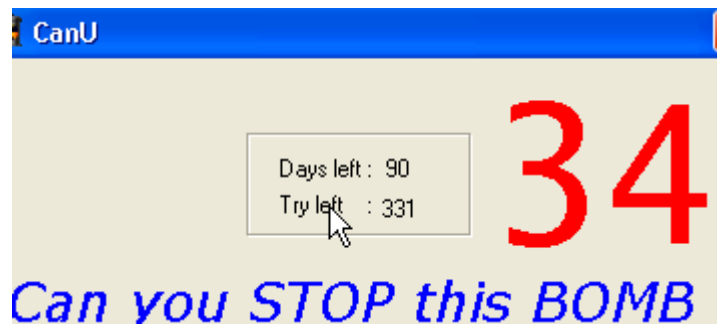 CanU
34
Days left : 90
Try left : 331
Can you STOP this BOMB